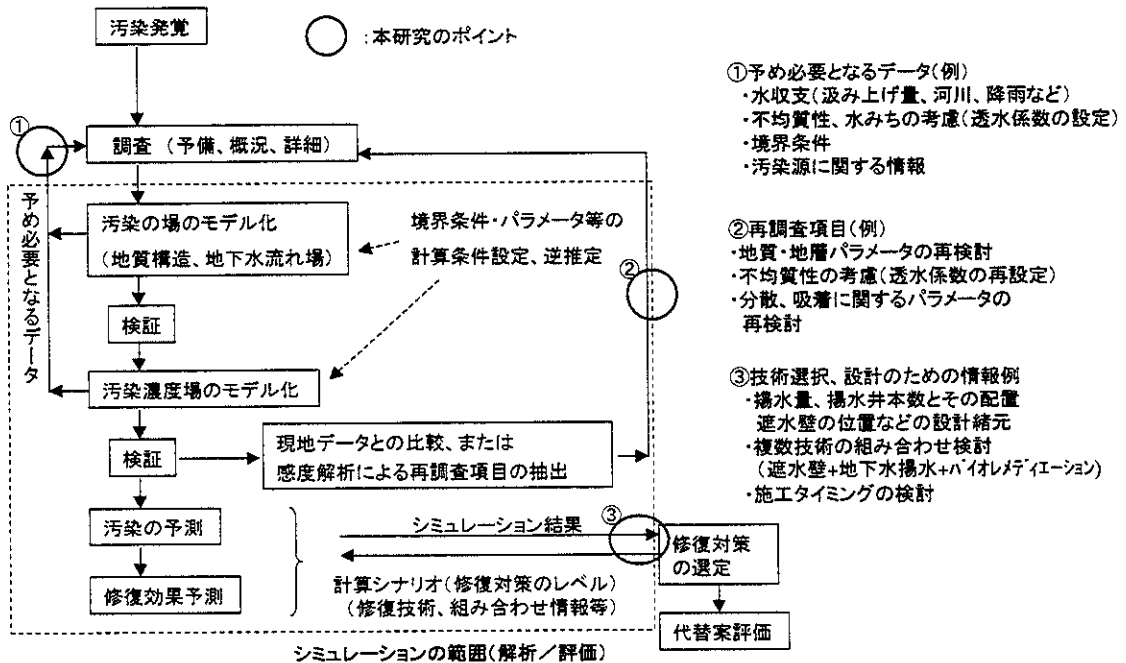 汚染発覚
:本研究のポイント
①
調査 (予備、概況、詳細)
予め必要となるデータ
汚染の場のモデル化
(地質構造、地下水流れ場)
境界条件・パラメータ等の
計算条件設定、逆推定
②
検証
汚染濃度場のモデル化
検証
現地データとの比較、または
感度解析による再調査項目の抽出
汚染の予測
修復効果予測
シミュレーション結果
③
計算シナリオ(修復対策のレベル)
(修復技術、組み合わせ情報等)
修復対策
の選定
代替案評価
シミュレーションの範囲(解析/評価)
①予め必要となるデータ(例)
・水収支(汲み上げ量、河川、降雨など)
・不均質性、水みちの考慮(透水係数の設定)
・境界条件
・汚染源に関する情報
②再調査項目(例)
・地質・地層パラメータの再検討
・不均質性の考慮(透水係数の再設定)
・分散、吸着に関するパラメータの
再検討
③技術選択、設計のための情報例
・揚水量、揚水井本数とその配置
遮水壁の位置などの設計緒元
・複数技術の組み合わせ検討
(遮水壁+地下水揚水+バイオレメディエーション)
・施工タイミングの検討